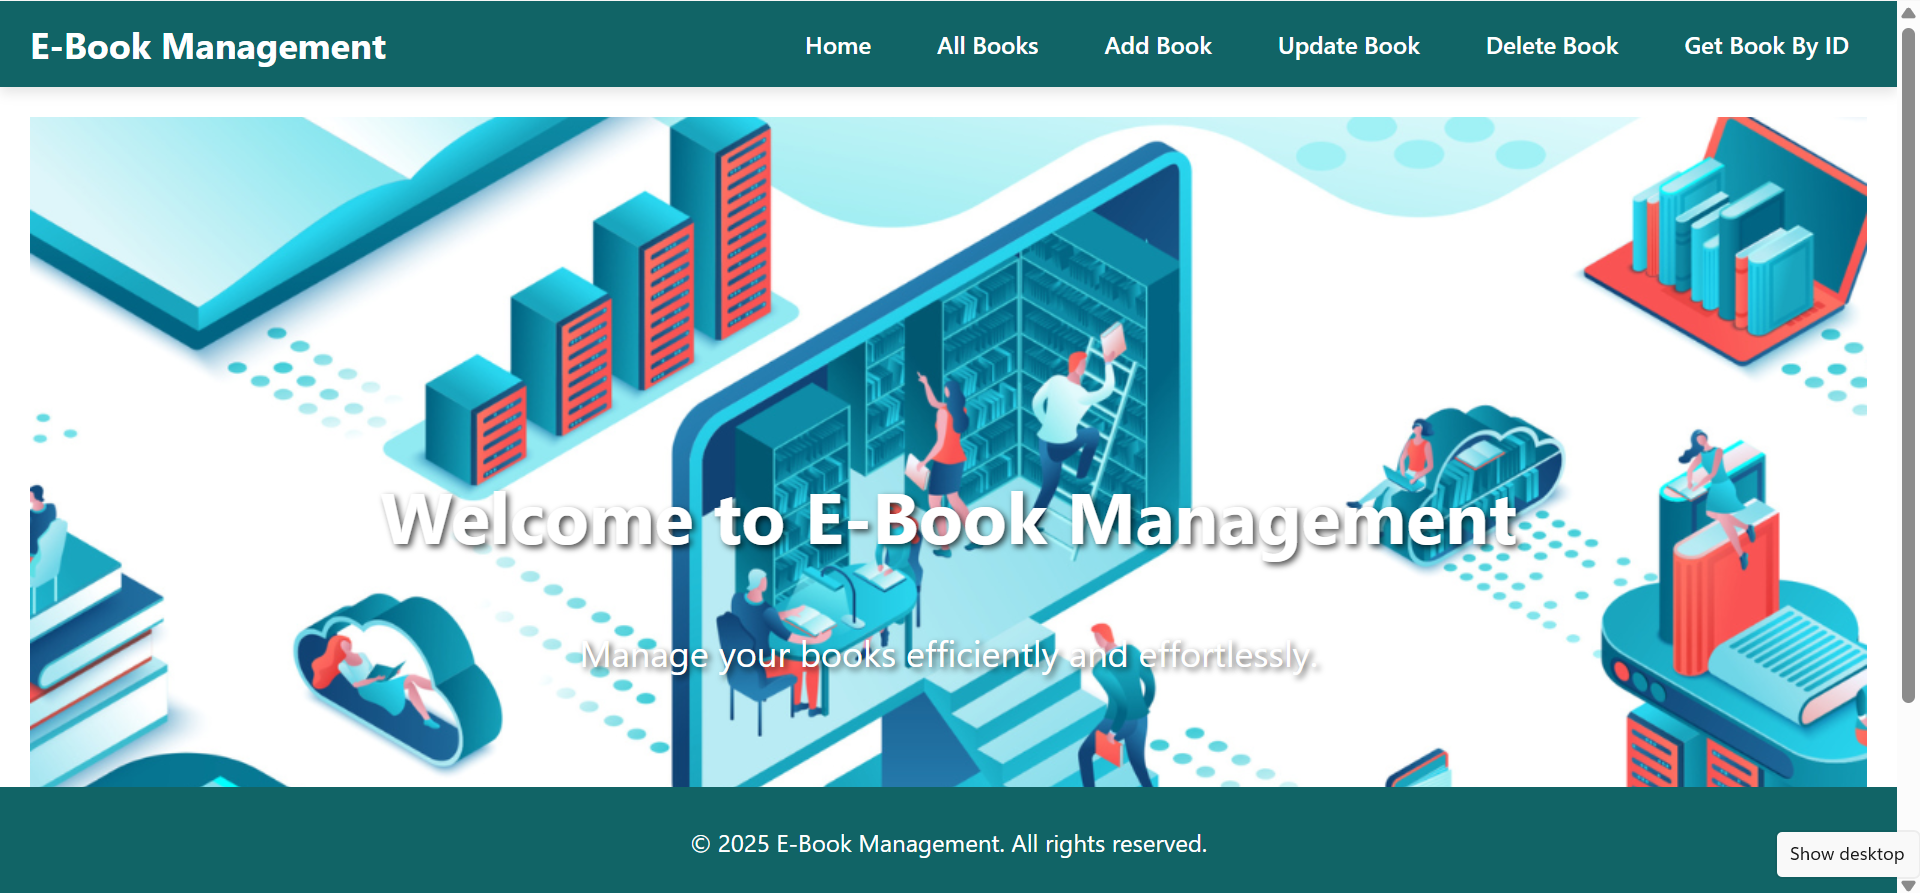 E-Book Management
Home All Books Add Book Update Book Delete Book Get Book By ID
Welcome to E-Book Management
Manage your books efficiently and effortlessly.
© 2025 E-Book Management. All rights reserved.
Show desktop